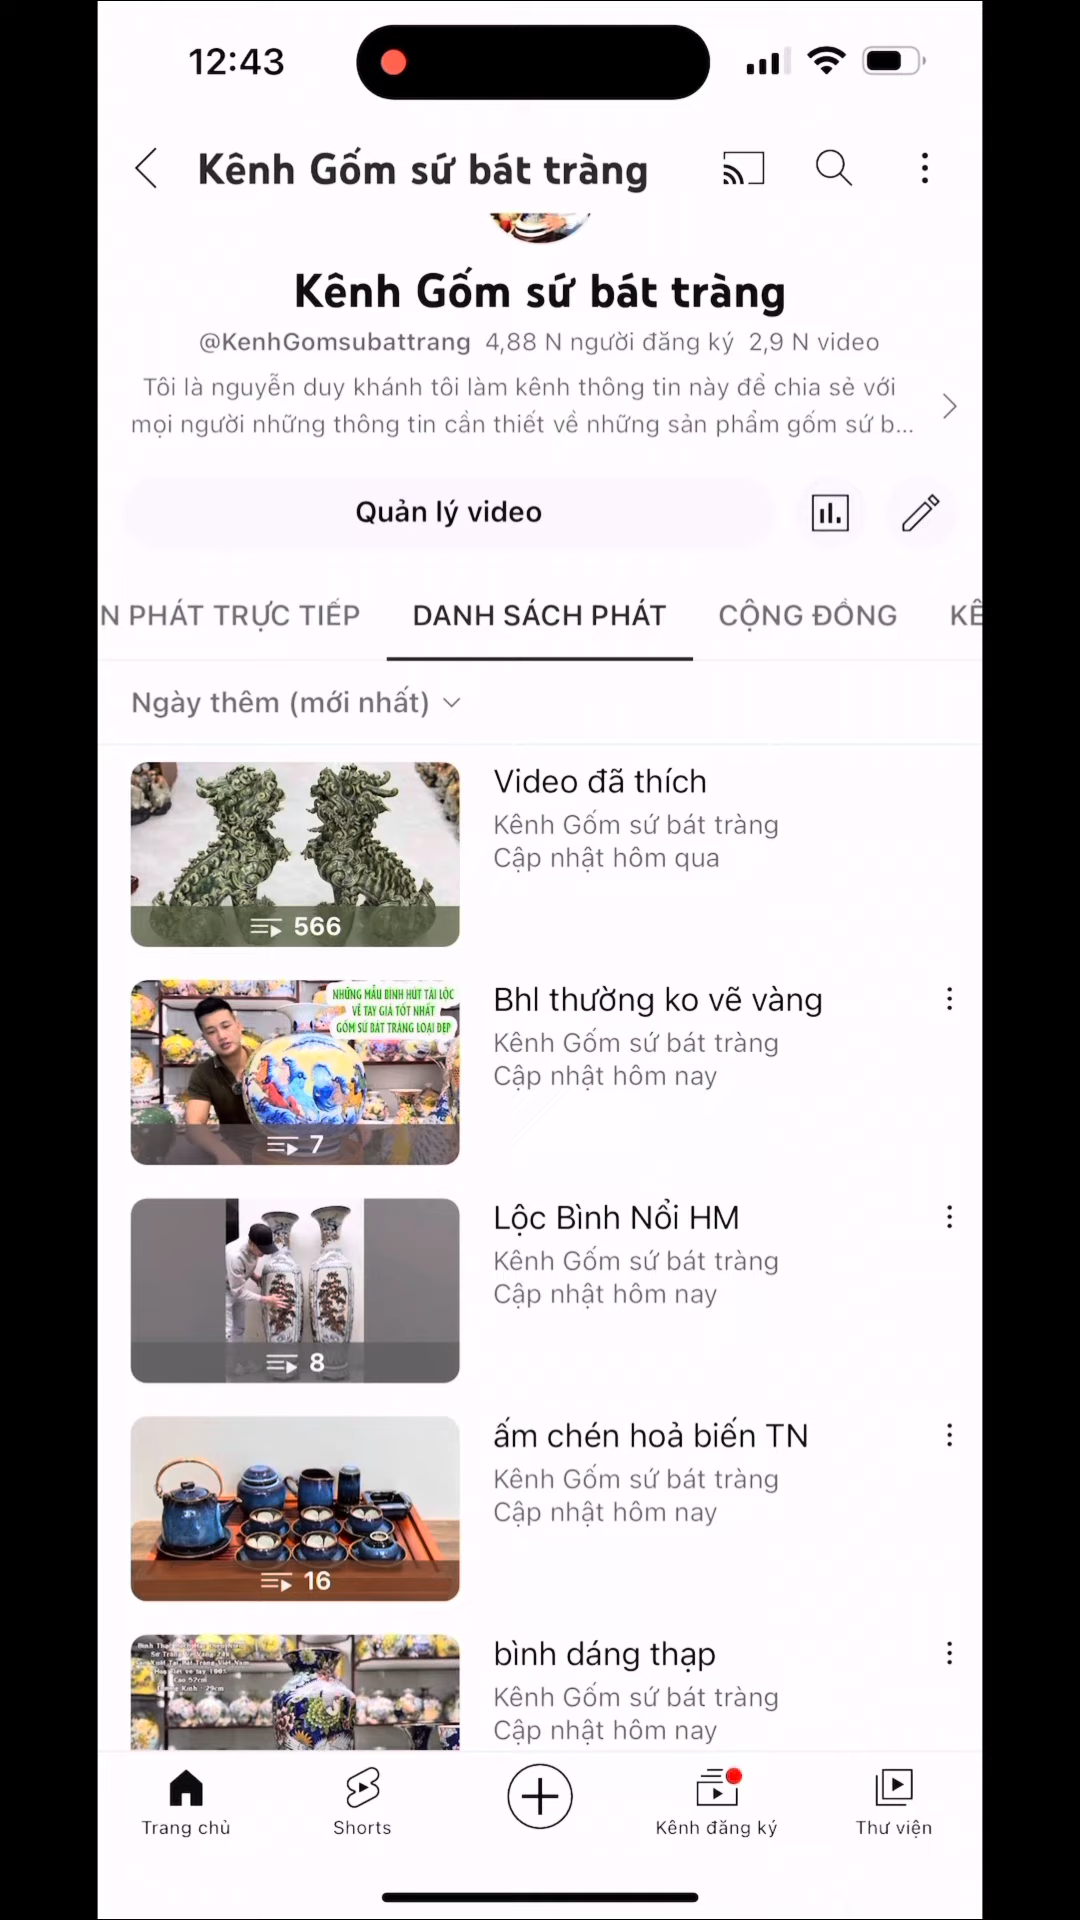 12:43
Kênh Gốm sứ bát tràng
Kênh Gốm sứ bát tràng
@KenhGomsubattrang 4,88 N người đăng ký 2,9 N video
Tôi là nguyễn duy khánh tôi làm kênh thông tin này để chia sẻ với
mọi người những thông tin cần thiết về những sản phẩm gốm sứ b...
Quản lý video
N PHÁT TRỰC TIẾP
DANH SÁCH PHÁT
CỘNG ĐỒNG
KÊ
Ngày thêm (mới nhất)
Video đã thích
Kênh Gốm sứ bát tràng
Cập nhật hôm qua
566
NHỮNG MẪU BÌNH HÚT TÀI LỘC
VẼ TAY GIÁ TỐT NHẤT
GỐM SỨ BÁT TRÀNG LOẠI ĐẸP
Bhl thường ko vẽ vàng
Kênh Gốm sứ bát tràng
Cập nhật hôm nay
7
Lộc Bình Nổi HM
Kênh Gốm sứ bát tràng
Cập nhật hôm nay
8
ấm chén hoả biến TN
Kênh Gốm sứ bát tràng
Cập nhật hôm nay
16
bình dáng thạp
Kênh Gốm sứ bát tràng
Cập nhật hôm nay
Trang chủ
Shorts
Kênh đăng ký
Thư viện